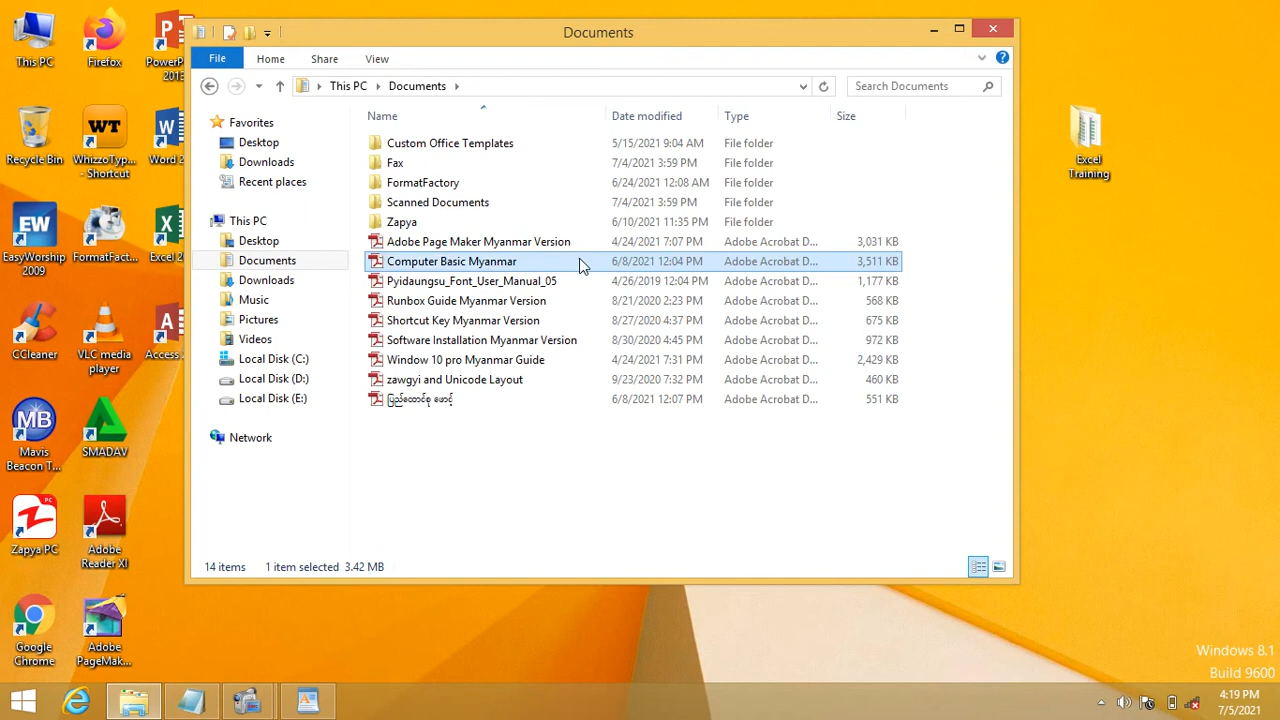 Documents
File
Home
Share
View
This PC
Documents
Search Documents
Name
Date modified
Type
Size
Favorites
Desktop
Downloads
Recent places
This PC
Desktop
Documents
Downloads
Music
Pictures
Videos
Local Disk (C:)
Local Disk (D:)
Local Disk (E:)
Network
Custom Office Templates 5/15/2021 9:04 AM File folder
Fax 7/4/2021 3:59 PM File folder
FormatFactory 6/24/2021 12:08 AM File folder
Scanned Documents 7/4/2021 3:59 PM File folder
Zapya 6/10/2021 11:35 PM File folder
Adobe Page Maker Myanmar Version 4/24/2021 7:07 PM Adobe Acrobat D... 3,031 KB
Computer Basic Myanmar 6/8/2021 12:04 PM Adobe Acrobat D... 3,511 KB
Pyidaungsu_Font_User_Manual_05 4/26/2019 12:04 PM Adobe Acrobat D... 1,177 KB
Runbox Guide Myanmar Version 8/21/2020 2:23 PM Adobe Acrobat D... 568 KB
Shortcut Key Myanmar Version 8/27/2020 4:37 PM Adobe Acrobat D... 675 KB
Software Installation Myanmar Version 8/30/2020 4:45 PM Adobe Acrobat D... 972 KB
Window 10 pro Myanmar Guide 4/24/2021 7:31 PM Adobe Acrobat D... 2,429 KB
zawgyi and Unicode Layout 9/23/2020 7:32 PM Adobe Acrobat D... 460 KB
ပြည်ထောင်စု ဖောင့် 6/8/2021 12:07 PM Adobe Acrobat D... 551 KB
14 items
1 item selected 3.42 MB
This PC
Firefox
PowerP
2013
Recycle Bin
WhizzoTyp...
- Shortcut
Word 2
EasyWorship
2009
FormatFact...
Excel 2
CCleaner
VLC media
player
Access
Mavis
Beacon T...
SMADAV
Zapya PC
Adobe
Reader XI
Google
Chrome
Adobe
PageMak...
Excel
Training
Windows 8.1
Build 9600
4:19 PM
7/5/2021